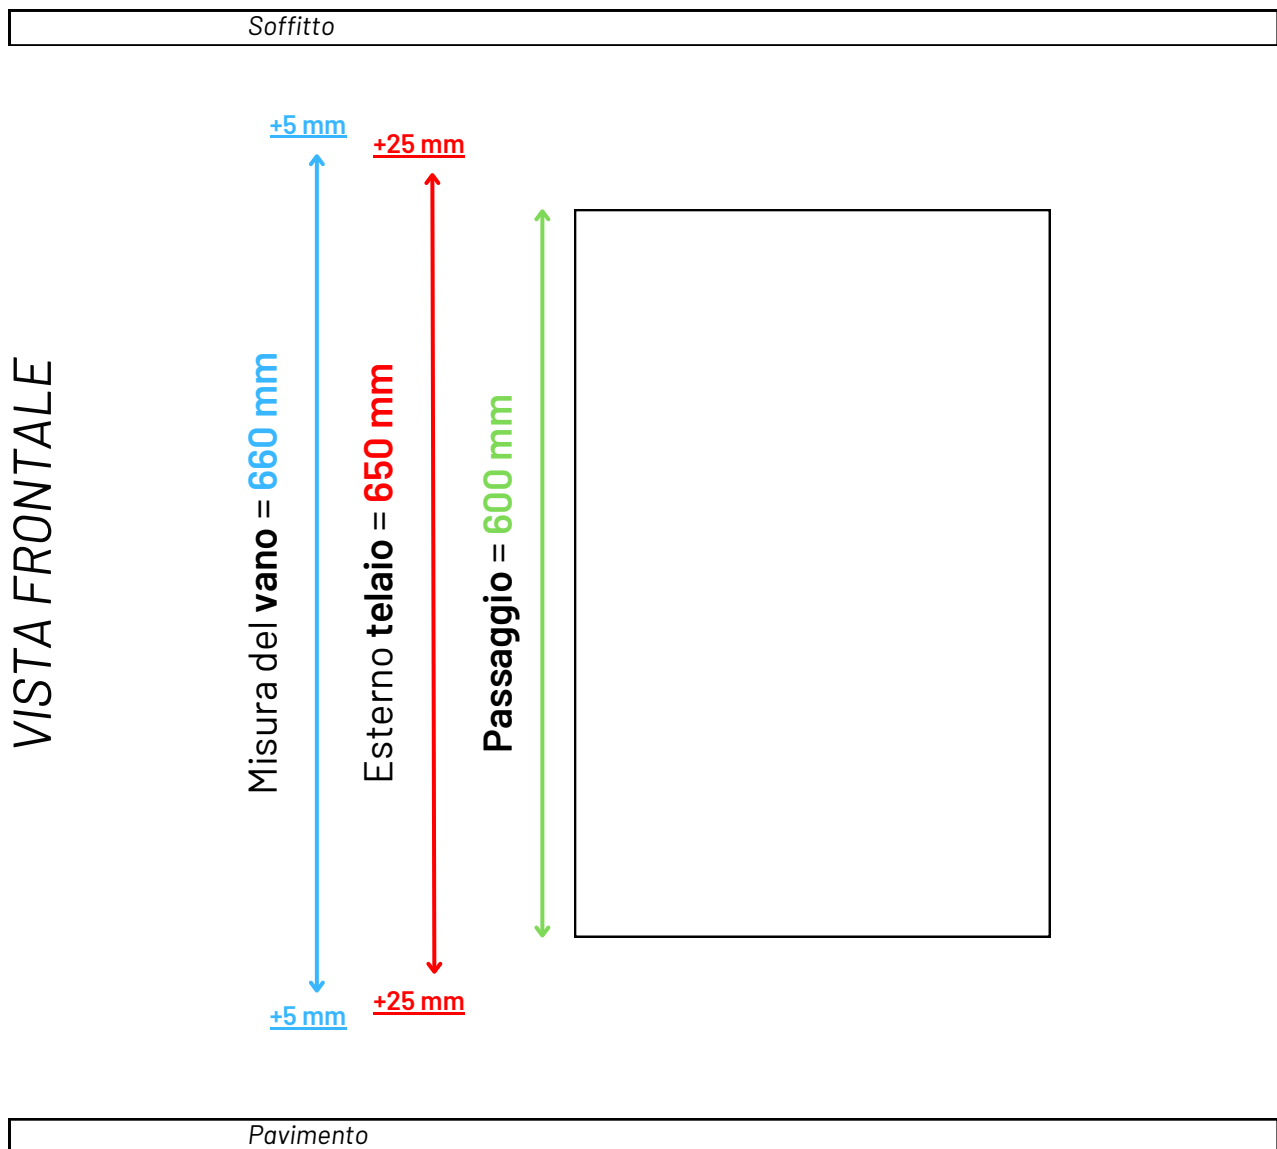 Soffitto
+5 mm
+25 mm
VISTA FRONTALE
Misura del vano = 660 mm
Esterno telaio = 650 mm
Passaggio = 600 mm
+5 mm
+25 mm
Pavimento